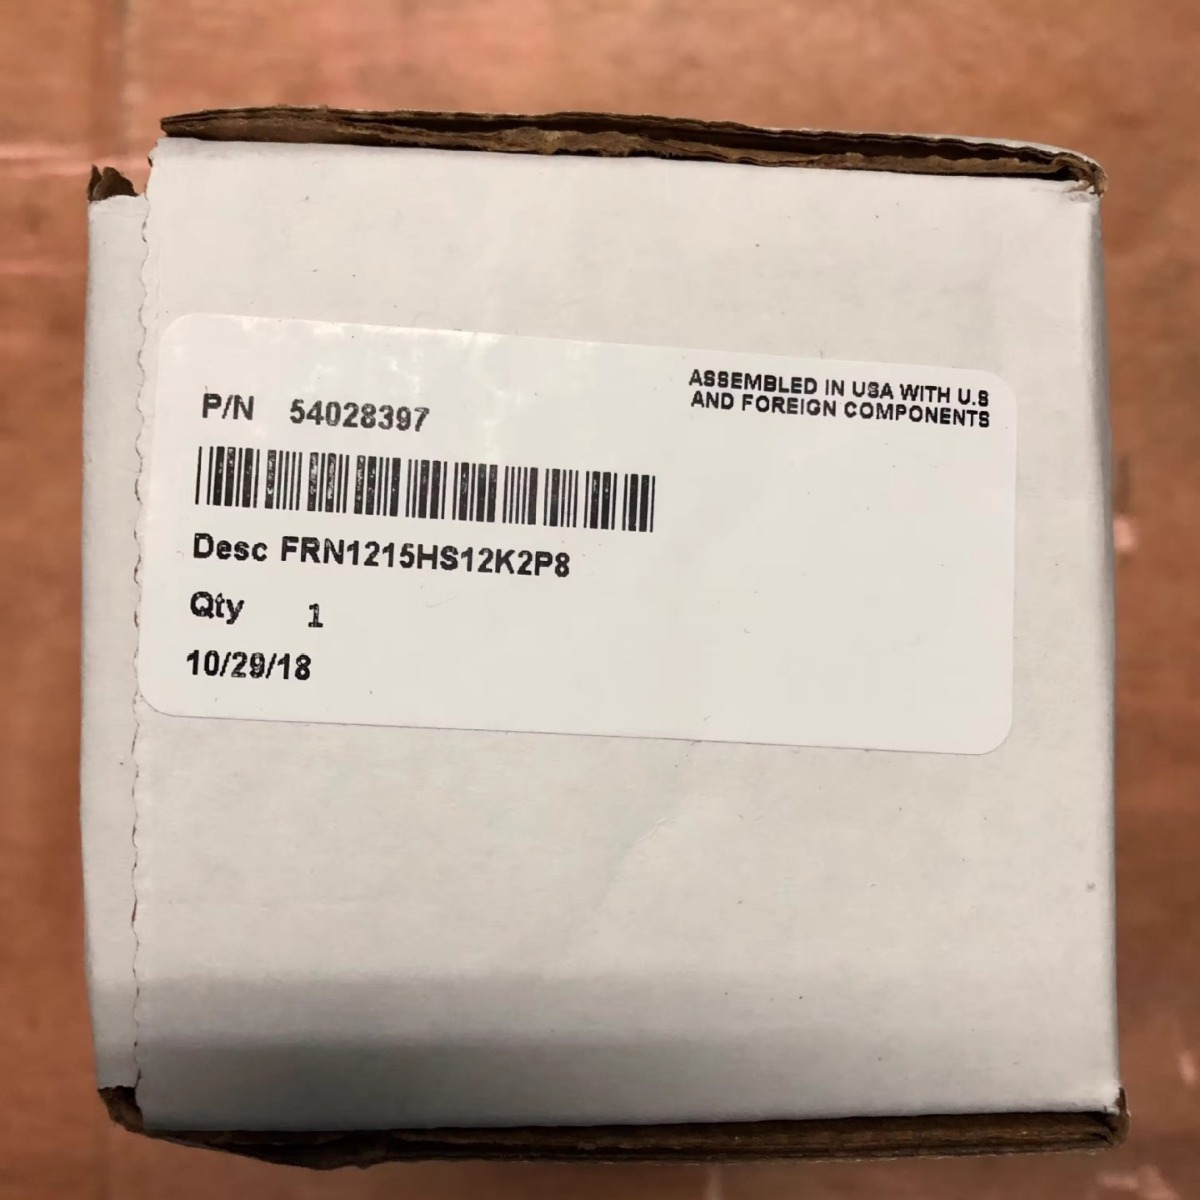 ASSEMBLED IN USA WITH U.S
AND FOREIGN COMPONENTS
P/N 54028397
Desc FRN1215HS12K2P8
Qty 1
10/29/18